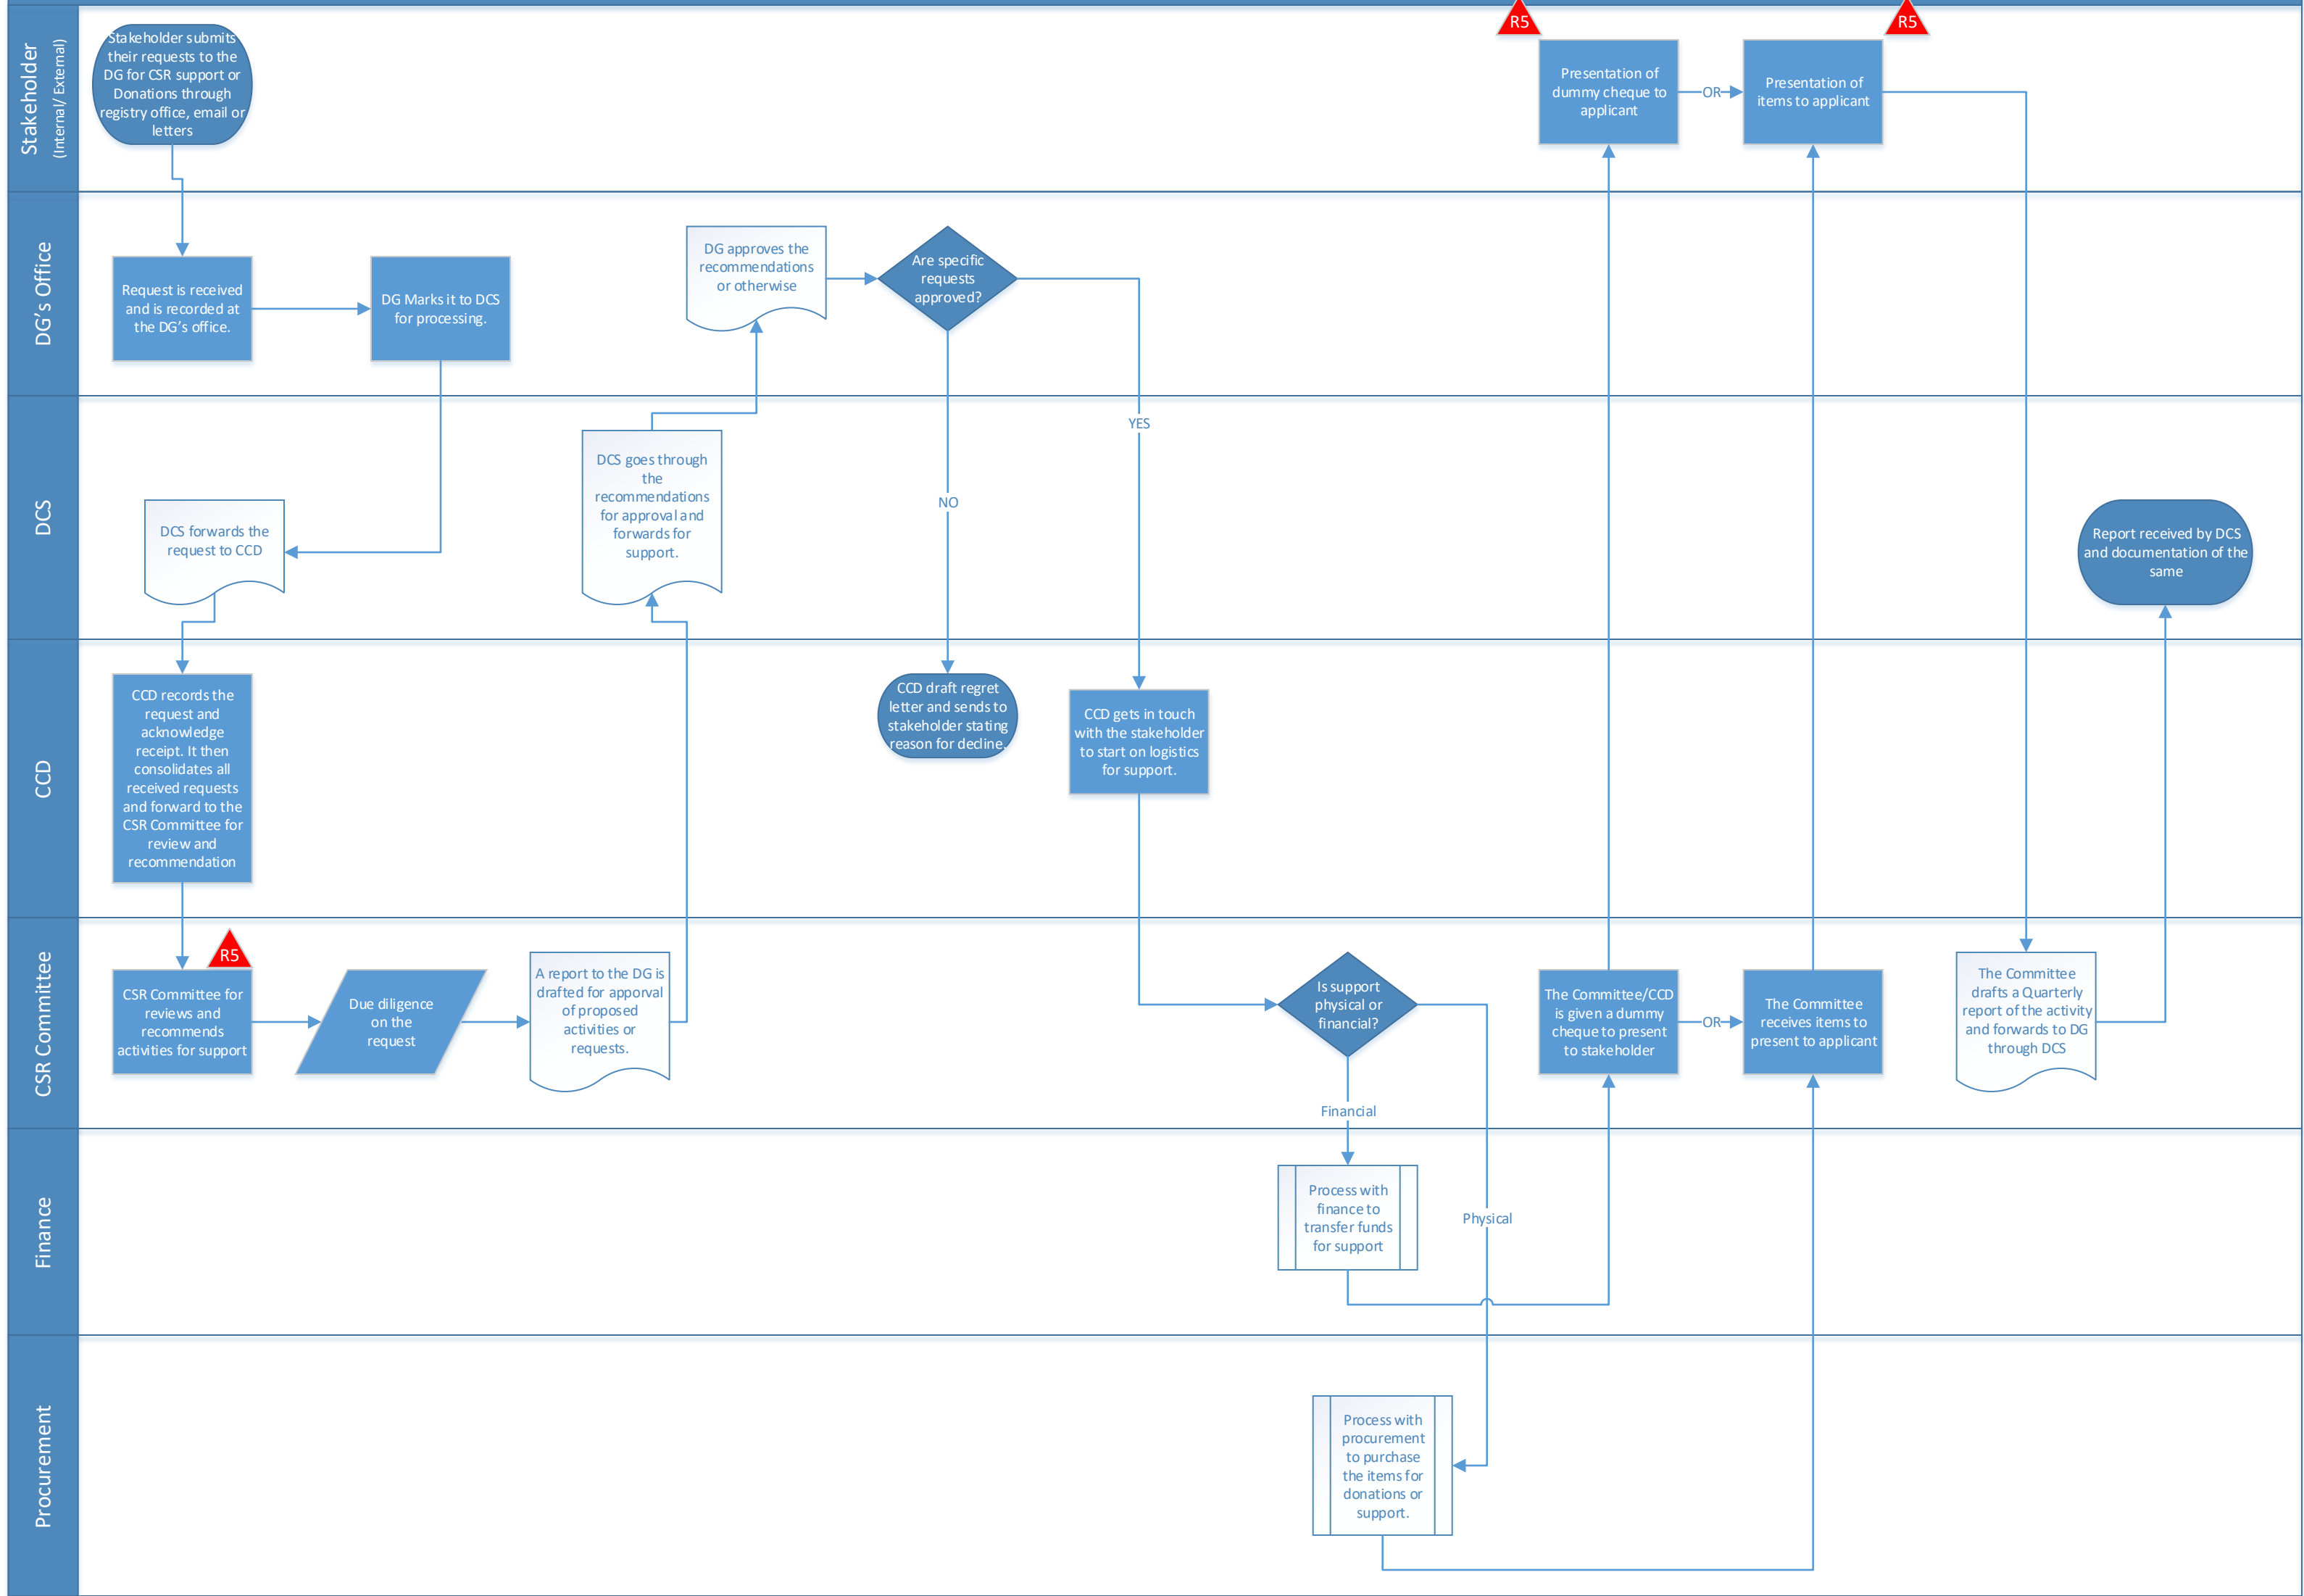 Stakeholder
(Internal/ External)
Stakeholder submits
their requests to the
DG for CSR support or
Donations through
registry office, email or
letters
R5
Presentation of
dummy cheque to
applicant
OR
R5
Presentation of
items to applicant
DG's Office
Request is received
and is recorded at
the DG's office.
DG Marks it to DCS
for processing.
DG approves the
recommendations
or otherwise
Are specific
requests
approved?
YES
NO
DCS
DCS forwards the
request to CCD
DCS goes through
the
recommendations
for approval and
forwards for
support.
Report received by DCS
and documentation of the
same
CCD
CCD records the
request and
acknowledge
receipt. It then
consolidates all
received requests
and forward to the
CSR Committee for
review and
recommendation
CCD draft regret
letter and sends to
stakeholder stating
reason for decline.
CCD gets in touch
with the stakeholder
to start on logistics
for support.
CSR Committee
R5
CSR Committee for
reviews and
recommends
activities for support
Due diligence
on the
request
A report to the DG is
drafted for apporval
of proposed
activities or
requests.
Is support
physical or
financial?
Financial
Physical
The Committee/CCD
is given a dummy
cheque to present
to stakeholder
OR
The Committee
receives items to
present to applicant
The Committee
drafts a Quarterly
report of the activity
and forwards to DG
through DCS
Finance
Process with
finance to
transfer funds
for support
Procurement
Process with
procurement
to purchase
the items for
donations or
support.